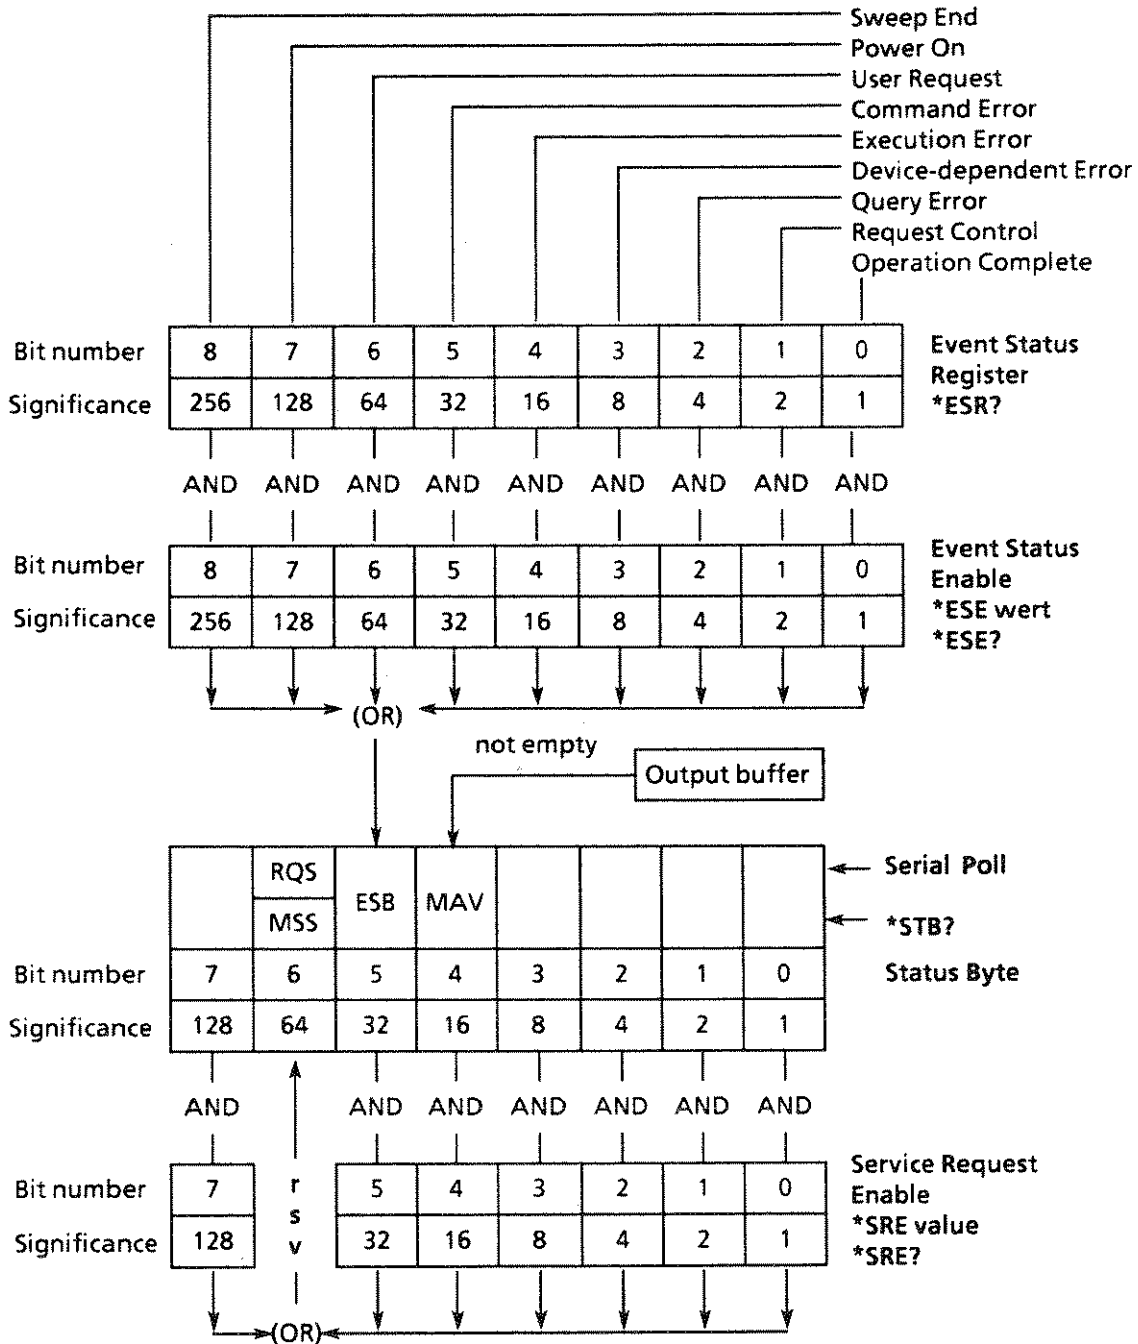 Sweep End
Power On
User Request
Command Error
Execution Error
Device-dependent Error
Query Error
Request Control
Operation Complete
Bit number 8 7 6 5 4 3 2 1 0
Significance 256 128 64 32 16 8 4 2 1
Event Status
Register
*ESR?
AND AND AND AND AND AND AND AND AND
Bit number 8 7 6 5 4 3 2 1 0
Significance 256 128 64 32 16 8 4 2 1
Event Status
Enable
*ESE wert
*ESE?
(OR)
not empty
Output buffer
RQS
MSS
ESB
MAV
Serial Poll
*STB?
Bit number 7 6 5 4 3 2 1 0
Status Byte
Significance 128 64 32 16 8 4 2 1
AND AND AND AND AND AND AND
Bit number 7 5 4 3 2 1 0
Significance 128 32 16 8 4 2 1
r
s
v
Service Request
Enable
*SRE value
*SRE?
(OR)